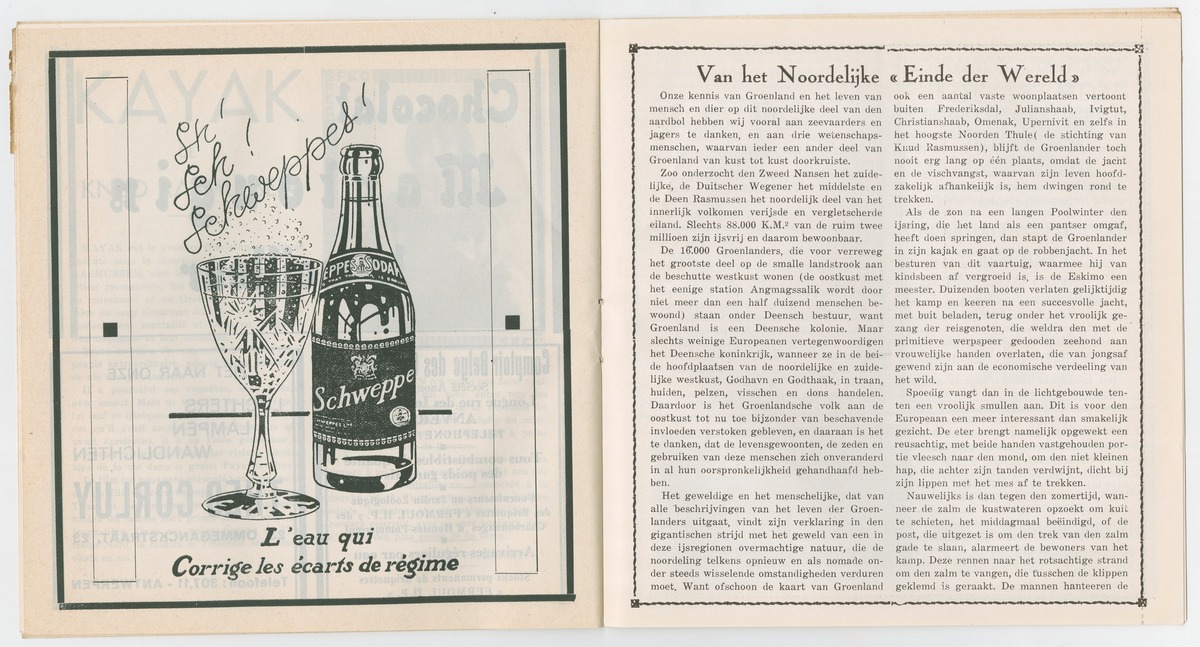 Sh !
Sch !
Schweppes !
EPPES SODA
Schweppe
L'eau qui
Corrige les écarts de régime
Van het Noordelijke « Einde der Wereld »
Onze kennis van Groenland en het leven van
mensch en dier op dit noordelijke deel van den
aardbol hebben wij vooral aan zeevaarders en
jagers te danken, en aan drie wetenschaps-
menschen, waarvan ieder een ander deel van
Groenland van kust tot kust doorkruiste.
Zoo onderzocht den Zweed Nansen het zuide-
lijke, de Duitscher Wegener het middelste en
de Deen Rasmussen het noordelijk deel van het
innerlijk volkomen verijsde en vergletscherde
eiland. Slechts 88.000 K.M.² van de ruim twee
millioen zijn ijsvrij en daarom bewoonbaar.
De 16.000 Groenlanders, die voor verreweg
het grootste deel op de smalle landstrook aan
de beschutte westkust wonen (de oostkust met
het eenige station Angmagssalik wordt door
niet meer dan een half duizend menschen be-
woond) staan onder Deensch bestuur, want
Groenland is een Deensche kolonie. Maar
slechts weinige Europeanen vertegenwoordigen
het Deensche koninkrijk, wanneer ze in de bei-
de hoofdplaatsen van de noordelijke en zuide-
lijke westkust, Godhavn en Godthaak, in traan,
huiden, pelzen, visschen en dons handelen.
Daardoor is het Groenlandsche volk aan de
oostkust tot nu toe bijzonder van beschavende
invloeden verstoken gebleven, en daaraan is het
te danken, dat de levensgewoonten, de zeden en
gebruiken van deze menschen zich onveranderd
in al hun oorspronkelijkheid gehandhaafd heb-
ben.
Het geweldige en het menschelijke, dat van
alle beschrijvingen van het leven der Groen-
landers uitgaat, vindt zijn verklaring in den
gigantischen strijd met het geweld van een in
deze ijsregionen overmachtige natuur, die de
noordeling telkens opnieuw en als nomade on-
der steeds wisselende omstandigheden verduren
moet. Want ofschoon de kaart van Groenland
ook een aantal vaste woonplaatsen vertoont
buiten Frederiksdal, Julianshaab, Ivigtut,
Christianshaab, Omenak, Upernivit en zelfs in
het hoogste Noorden Thule( de stichting van
Knud Rasmussen), blijft de Groenlander toch
nooit erg lang op één plaats, omdat de jacht
en de vischvangst, waarvan zijn leven hoofd-
zakelijk afhankelijk is, hem dwingen rond te
trekken.
Als de zon na een langen Poolwinter den
ijsring, die het land als een pantser omgaf,
heeft doen springen, dan stapt de Groenlander
in zijn kajak en gaat op de robbenjacht. In het
besturen van dit vaartuig, waarmee hij van
kindsbeen af vergroeid is, is de Eskimo een
meester. Duizenden booten verlaten gelijktijdig
het kamp en keeren na een succesvolle jacht,
met buit beladen, terug onder het vroolijk ge-
zang der reisgenoten, die weldra den met de
primitieve werpspeer gedooden zeehond aan
vrouwelijke handen overlaten, die van jongsaf
gewend zijn aan de economische verdeeling van
het wild.
Spoedig vangt dan in de lichtgebouwde ten-
ten een vroolijk smullen aan. Dit is voor den
Europeaan een meer interessant dan smakelijk
gezicht. De eter brengt namelijk opgewekt een
reusachtig, met beide handen vastgehouden por-
tie vleesch naar den mond, om den niet kleinen
hap, die achter zijn tanden verdwijnt, dicht bij
zijn lippen met het mes af te trekken.
Nauwelijks is dan tegen den zomertijd, wan-
neer de zalm de kustwateren opzoekt om kuit
te schieten, het middagmaal beëindigd, of de
post, die uitgezet is om den trek van den zalm
gade te slaan, alarmeert de bewoners van het
kamp. Deze rennen naar het rotsachtige strand
om den zalm te vangen, die tusschen de klippen
geklemd is geraakt. De mannen hanteeren de